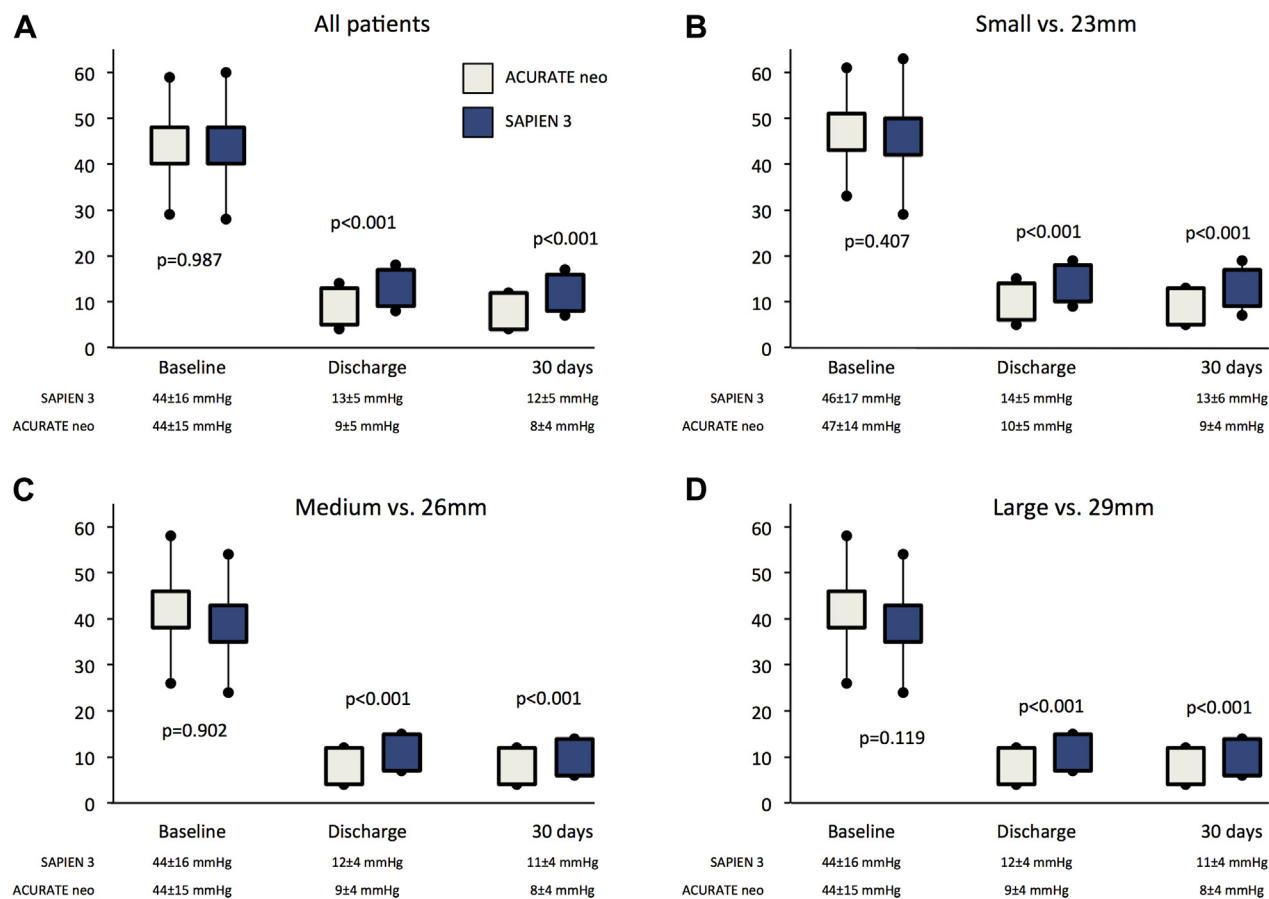 A
All patients
60
50
40
30
20
10
0
ACURATE neo
SAPIEN 3
p=0.987
p<0.001
p<0.001
Baseline Discharge 30 days
SAPIEN 3 44±16 mmHg 13±5 mmHg 12±5 mmHg
ACURATE neo 44±15 mmHg 9±5 mmHg 8±4 mmHg
B
Small vs. 23mm
60
50
40
30
20
10
0
p=0.407
p<0.001
p<0.001
Baseline Discharge 30 days
SAPIEN 3 46±17 mmHg 14±5 mmHg 13±6 mmHg
ACURATE neo 47±14 mmHg 10±5 mmHg 9±4 mmHg
C
Medium vs. 26mm
60
50
40
30
20
10
0
p=0.902
p<0.001
p<0.001
Baseline Discharge 30 days
SAPIEN 3 44±16 mmHg 12±4 mmHg 11±4 mmHg
ACURATE neo 44±15 mmHg 9±4 mmHg 8±4 mmHg
D
Large vs. 29mm
60
50
40
30
20
10
0
p=0.119
p<0.001
p<0.001
Baseline Discharge 30 days
SAPIEN 3 44±16 mmHg 12±4 mmHg 11±4 mmHg
ACURATE neo 44±15 mmHg 9±4 mmHg 8±4 mmHg